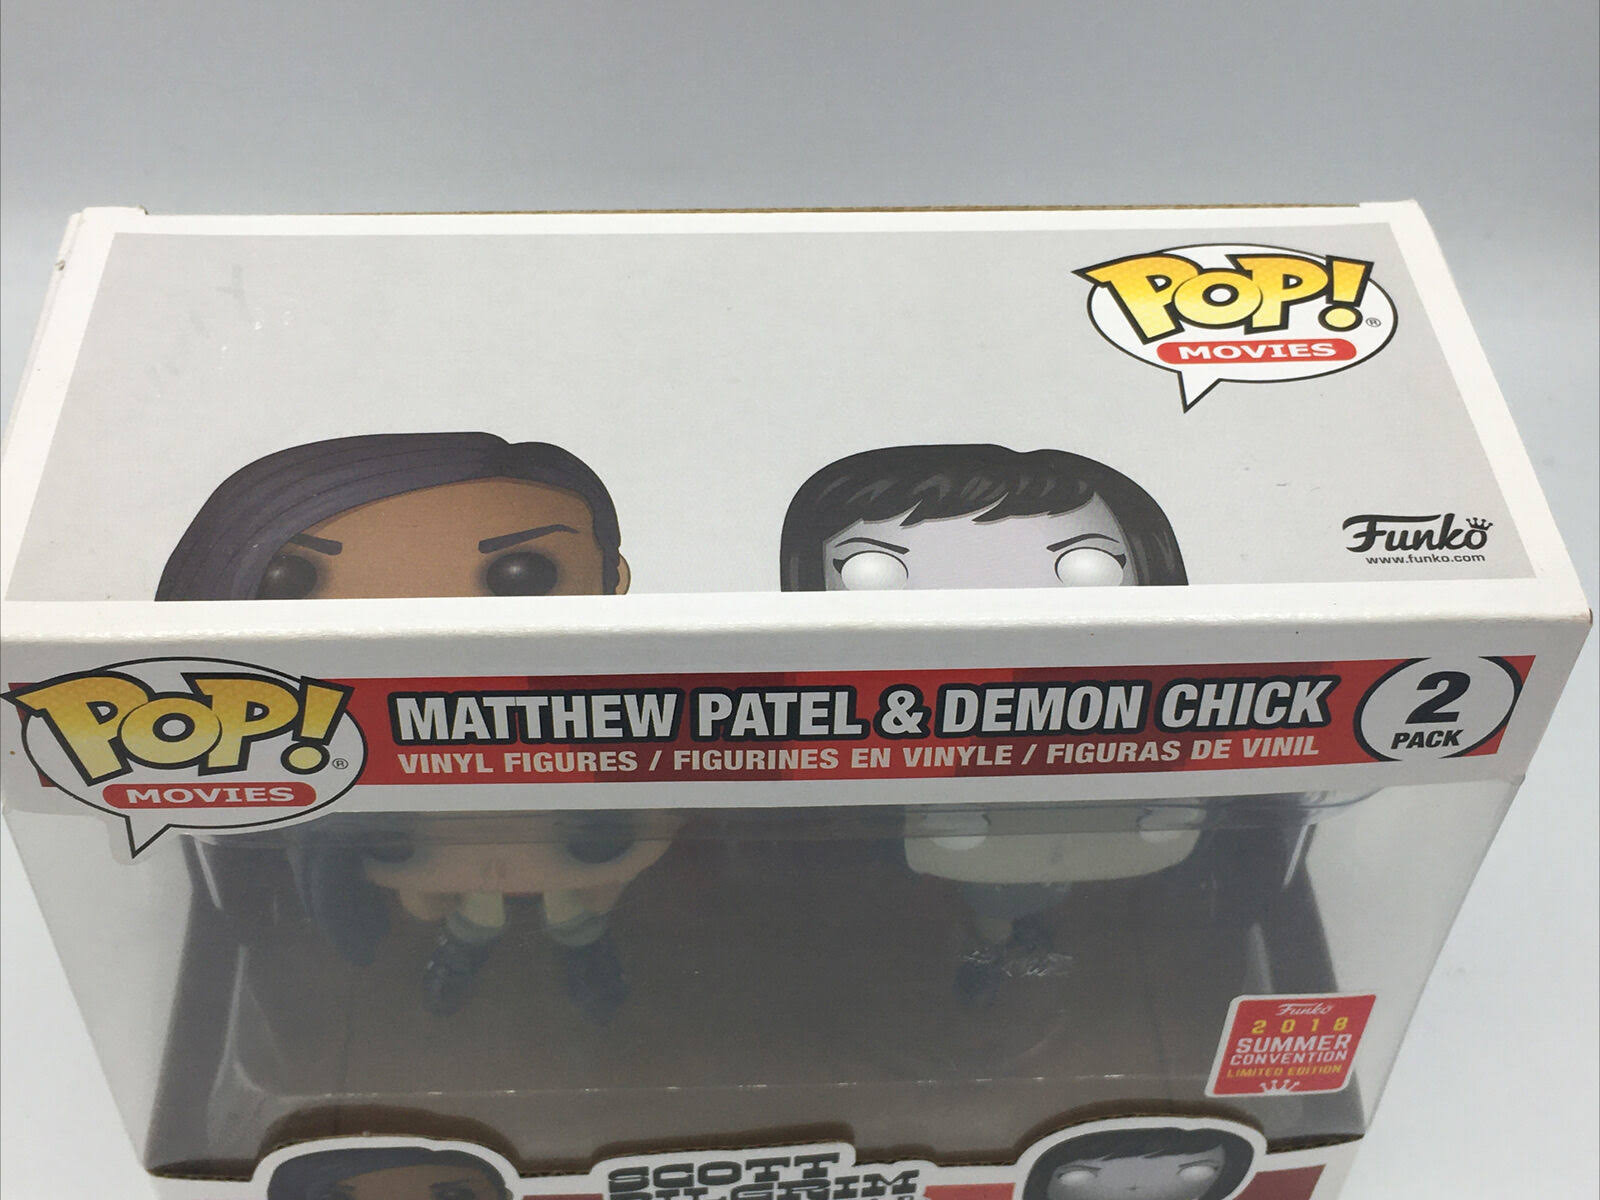 POP!®
MOVIES
Funko
www.funko.com
POP!®
MOVIES
MATTHEW PATEL & DEMON CHICK
VINYL FIGURES / FIGURINES EN VINYLE / FIGURAS DE VINIL
2
PACK
Funko
2018
SUMMER
CONVENTION
LIMITED EDITION
SCOTT
PILGRIM